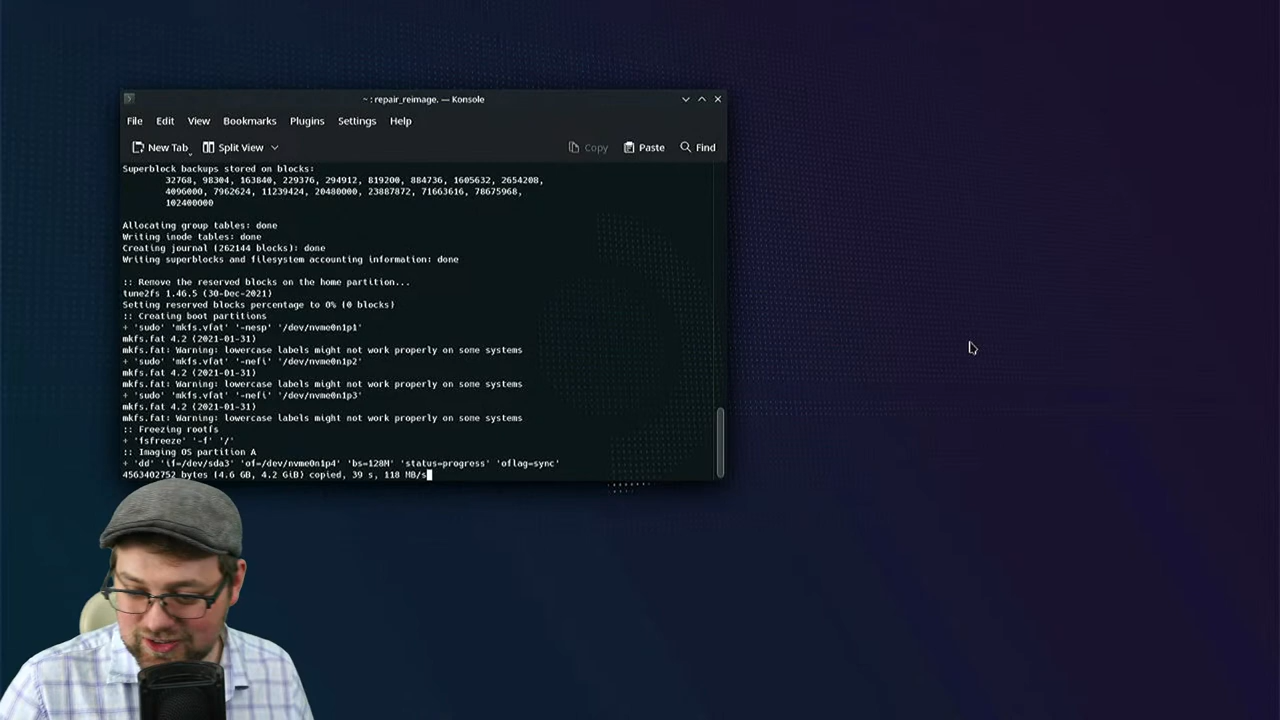 ~ : repair_reimage. — Konsole
File Edit View Bookmarks Plugins Settings Help
New Tab Split View Copy Paste Find
Superblock backups stored on blocks:
32768, 98304, 163840, 229376, 294912, 819200, 884736, 1605632, 2654208,
4096000, 7962624, 11239424, 20480000, 23887872, 71663616, 78675968,
102400000
Allocating group tables: done
Writing inode tables: done
Creating journal (262144 blocks): done
Writing superblocks and filesystem accounting information: done
:: Remove the reserved blocks on the home partition...
tune2fs 1.46.5 (30-Dec-2021)
Setting reserved blocks percentage to 0% (0 blocks)
:: Creating boot partitions
+ 'sudo' 'mkfs.vfat' '-nesp' '/dev/nvme0n1p1'
mkfs.fat 4.2 (2021-01-31)
mkfs.fat: Warning: lowercase labels might not work properly on some systems
+ 'sudo' 'mkfs.vfat' '-nefi' '/dev/nvme0n1p2'
mkfs.fat 4.2 (2021-01-31)
mkfs.fat: Warning: lowercase labels might not work properly on some systems
+ 'sudo' 'mkfs.vfat' '-nefi' '/dev/nvme0n1p3'
mkfs.fat 4.2 (2021-01-31)
mkfs.fat: Warning: lowercase labels might not work properly on some systems
:: Freezing rootfs
+ 'fsfreeze' '-f' '/'
:: Imaging OS partition A
+ 'dd' 'if=/dev/sda3' 'of=/dev/nvme0n1p4' 'bs=128M' 'status=progress' 'oflag=sync'
4563402752 bytes (4.6 GB, 4.2 GiB) copied, 39 s, 118 MB/s